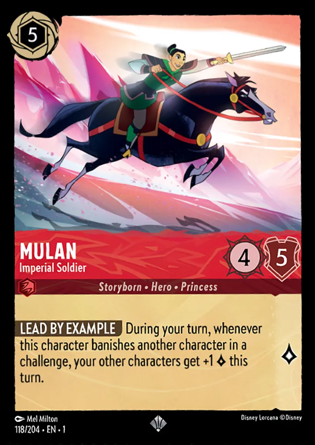 5
MULAN
Imperial Soldier
4
5
Storyborn • Hero • Princess
LEAD BY EXAMPLE During your turn, whenever
this character banishes another character in a
challenge, your other characters get +1 ◊ this
turn.
Mel Milton
118/204 • EN • 1
Disney Lorcana ©Disney